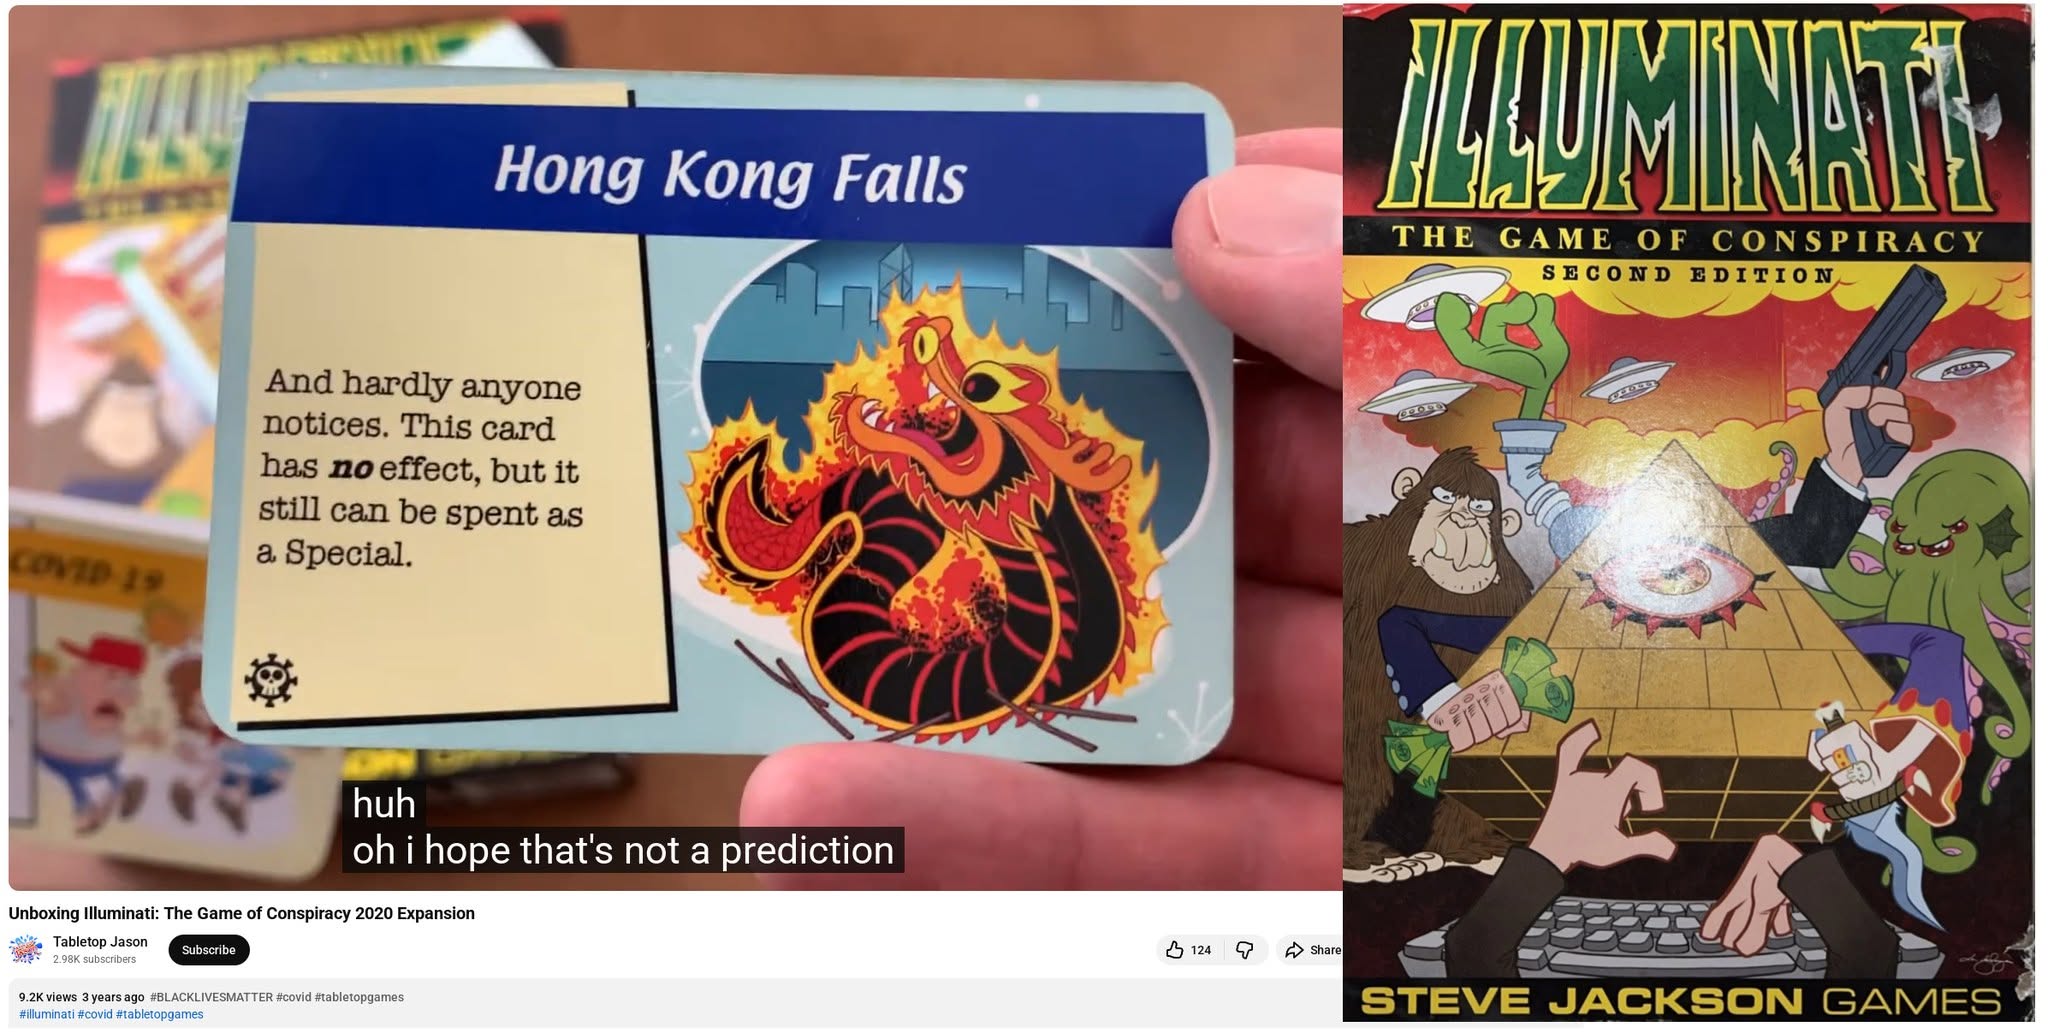 Hong Kong Falls
And hardly anyone
notices. This card
has no effect, but it
still can be spent as
a Special.
COVID-19
huh
oh i hope that's not a prediction
Unboxing Illuminati: The Game of Conspiracy 2020 Expansion
Tabletop Jason
2.98K subscribers
Subscribe
124
Share
9.2K views 3 years ago #BLACKLIVESMATTER #covid #tabletopgames
#illuminati #covid #tabletopgames
ILLUMINATI
THE GAME OF CONSPIRACY
SECOND EDITION
STEVE JACKSON GAMES